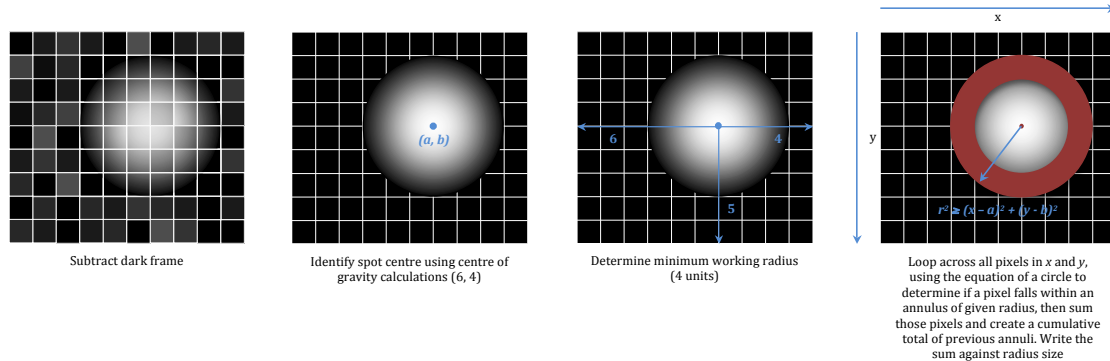 x
y
(a, b)
6
4
5
r² ≥ (x – a)² + (y - b)²
Subtract dark frame
Identify spot centre using centre of
gravity calculations (6, 4)
Determine minimum working radius
(4 units)
Loop across all pixels in x and y,
using the equation of a circle to
determine if a pixel falls within an
annulus of given radius, then sum
those pixels and create a cumulative
total of previous annuli. Write the
sum against radius size